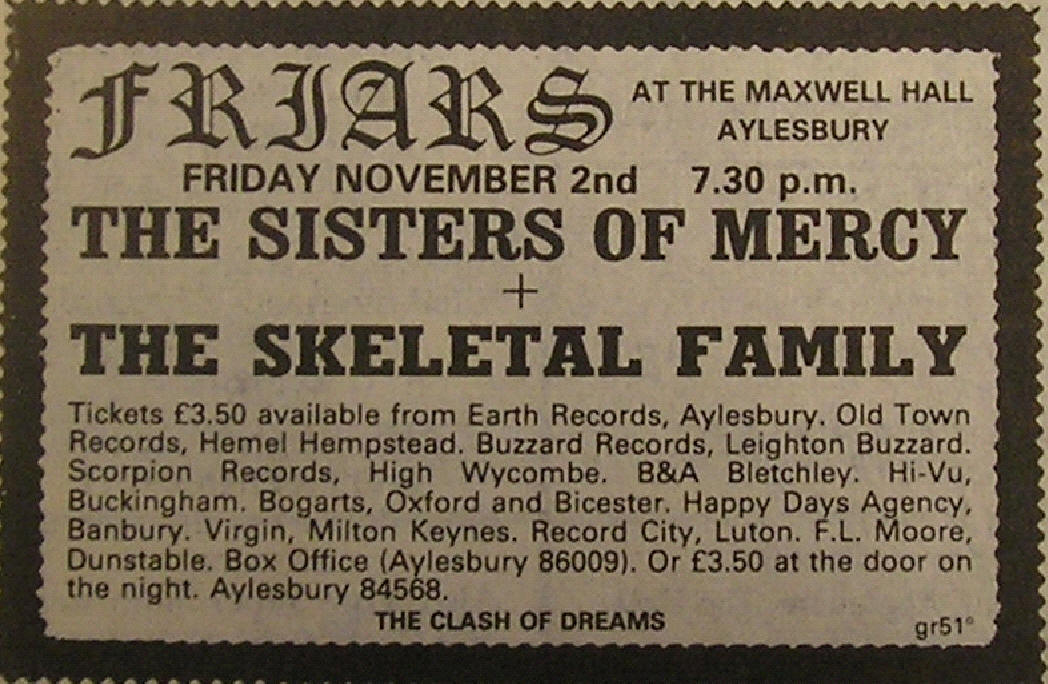 FRIARS AT THE MAXWELL HALL
AYLESBURY
FRIDAY NOVEMBER 2nd 7.30 p.m.
THE SISTERS OF MERCY
+
THE SKELETAL FAMILY
Tickets £3.50 available from Earth Records, Aylesbury. Old Town
Records, Hemel Hempstead. Buzzard Records, Leighton Buzzard.
Scorpion Records, High Wycombe. B&A Bletchley. Hi-Vu,
Buckingham. Bogarts, Oxford and Bicester. Happy Days Agency,
Banbury. Virgin, Milton Keynes. Record City, Luton. F.L. Moore,
Dunstable. Box Office (Aylesbury 86009). Or £3.50 at the door on
the night. Aylesbury 84568.
THE CLASH OF DREAMS
gr51°